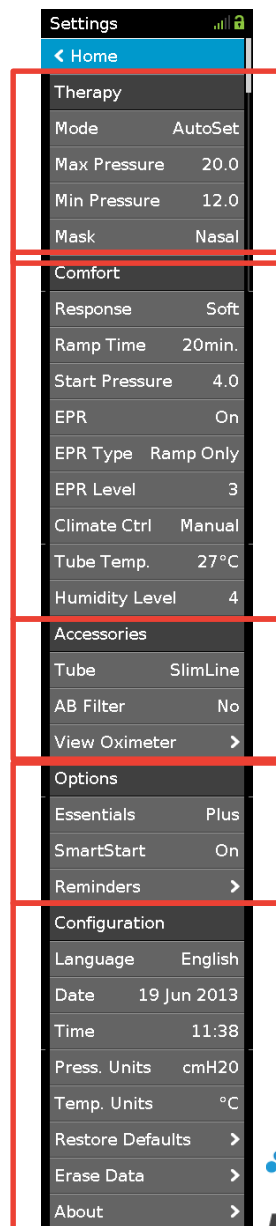 Settings
< Home
Therapy
Mode AutoSet
Max Pressure 20.0
Min Pressure 12.0
Mask Nasal
Comfort
Response Soft
Ramp Time 20min.
Start Pressure 4.0
EPR On
EPR Type Ramp Only
EPR Level 3
Climate Ctrl Manual
Tube Temp. 27°C
Humidity Level 4
Accessories
Tube SlimLine
AB Filter No
View Oximeter >
Options
Essentials Plus
SmartStart On
Reminders >
Configuration
Language English
Date 19 Jun 2013
Time 11:38
Press. Units cmH20
Temp. Units °C
Restore Defaults >
Erase Data >
About >